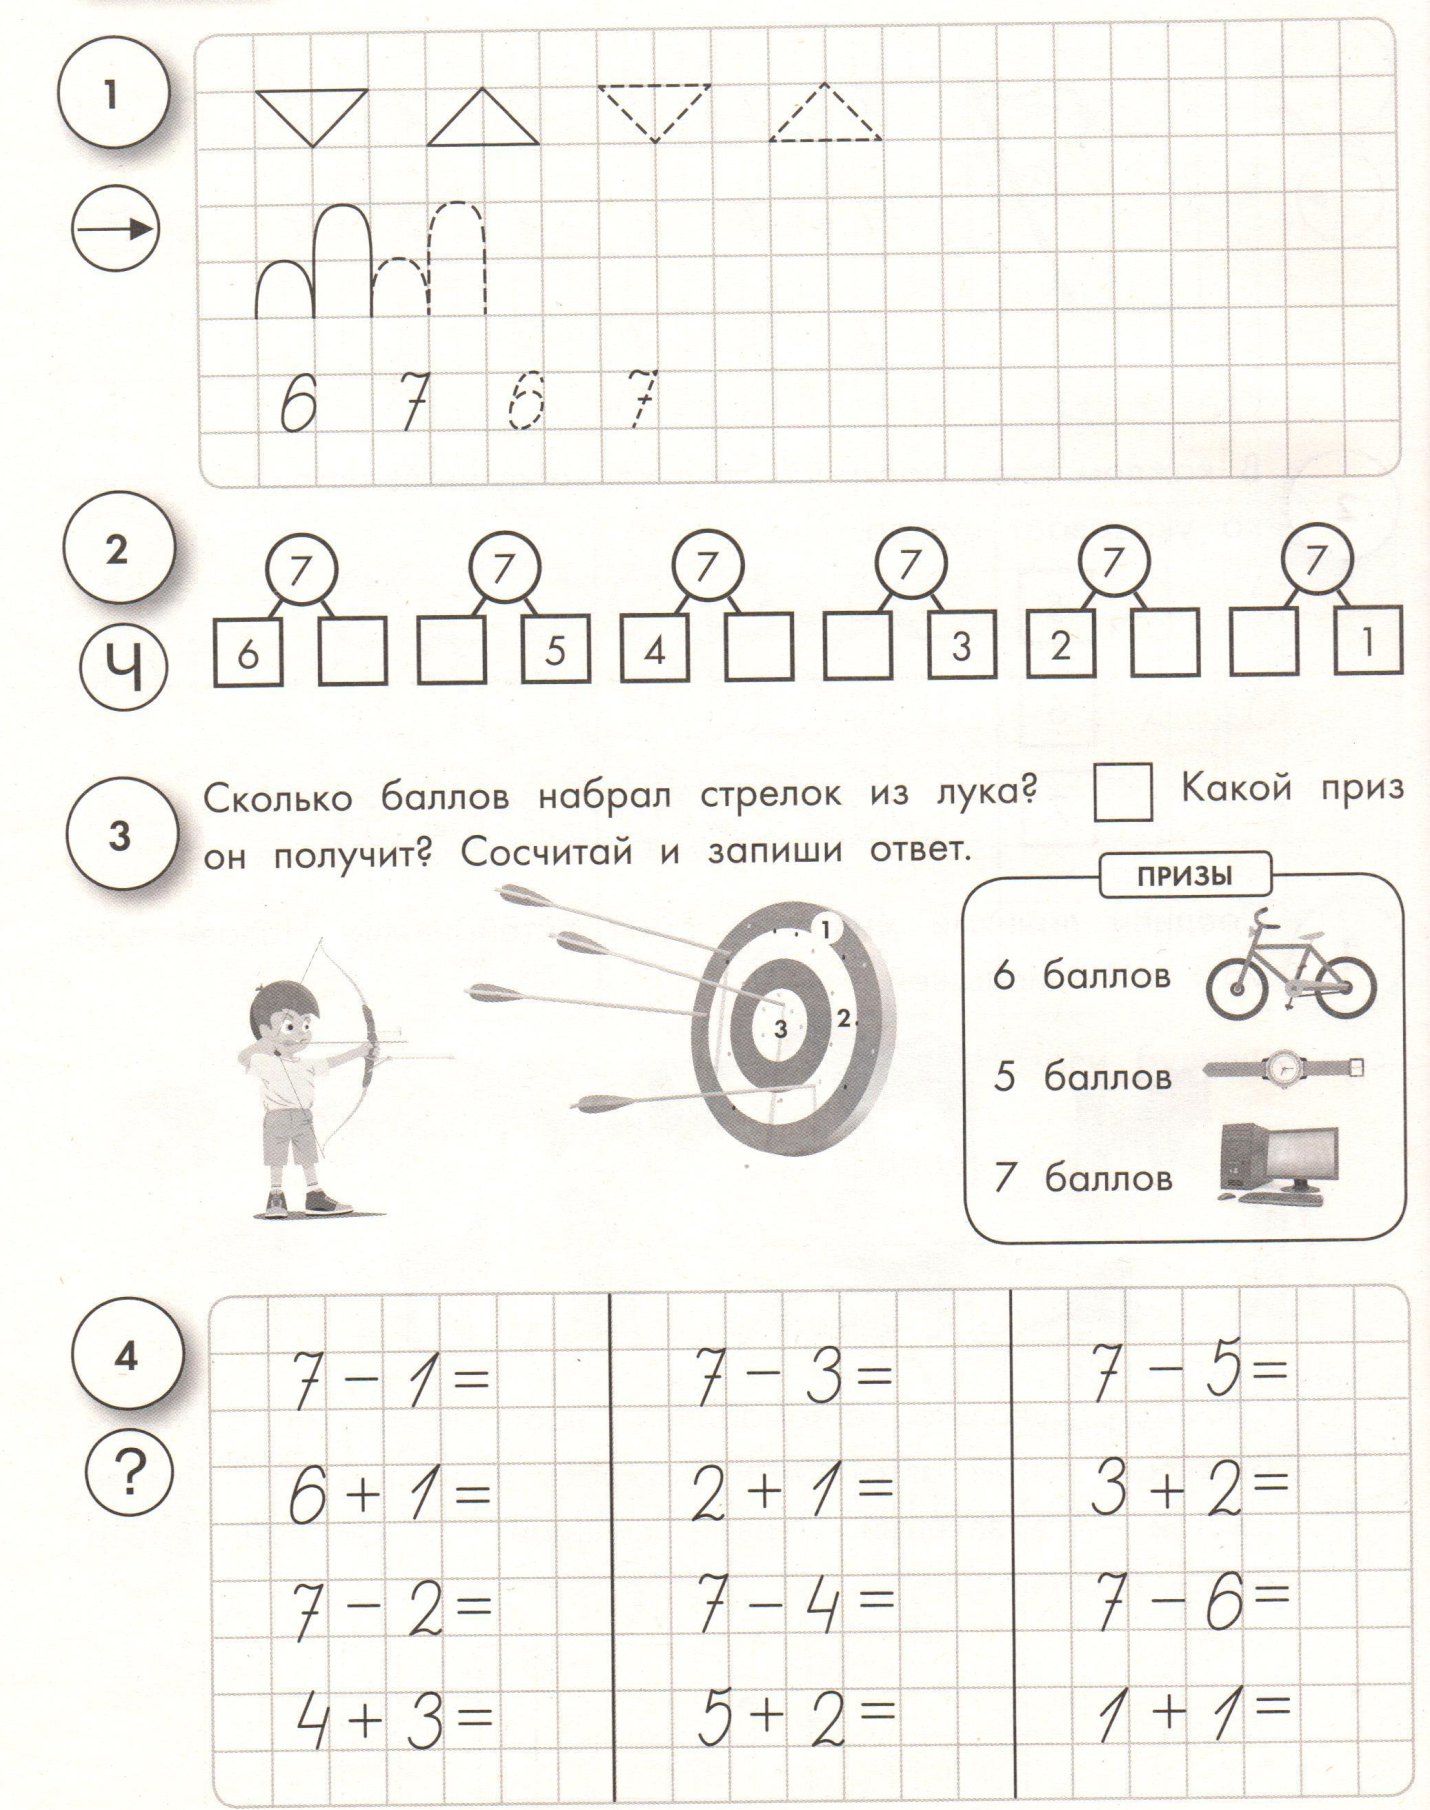 1
6 7 6 7
2
7 7 7 7 7 7
6 5 4 3 2 1
Ч
3
Сколько баллов набрал стрелок из лука? Какой приз
он получит? Сосчитай и запиши ответ.
ПРИЗЫ
1
2
3
6 баллов
5 баллов
7 баллов
4
?
7 - 1 = 7 - 3 = 7 - 5 =
6 + 1 = 2 + 1 = 3 + 2 =
7 - 2 = 7 - 4 = 7 - 6 =
4 + 3 = 5 + 2 = 1 + 1 =